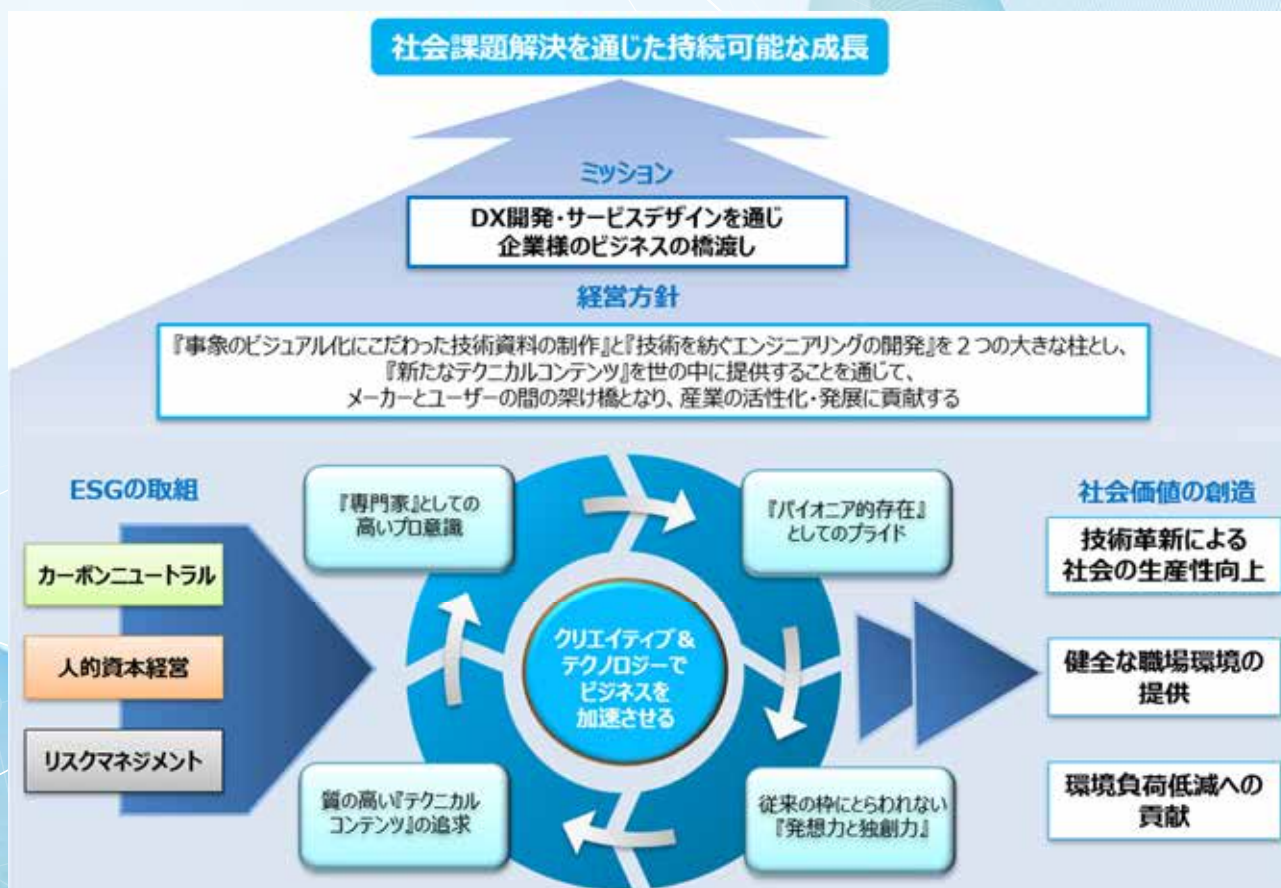 社会課題解決を通じた持続可能な成長
ミッション
DX開発・サービスデザインを通じ
企業様のビジネスの橋渡し
経営方針
『事象のビジュアル化にこだわった技術資料の制作』と『技術を紡ぐエンジニアリングの開発』を２つの大きな柱とし、
『新たなテクニカルコンテンツ』を世の中に提供することを通じて、
メーカーとユーザーの間の架け橋となり、産業の活性化・発展に貢献する
ESGの取組
カーボンニュートラル
人的資本経営
リスクマネジメント
『専門家』としての
高いプロ意識
『パイオニア的存在』
としてのプライド
クリエイティブ＆
テクノロジーで
ビジネスを
加速させる
質の高い『テクニカル
コンテンツ』の追求
従来の枠にとらわれない
『発想力と独創力』
社会価値の創造
技術革新による
社会の生産性向上
健全な職場環境の
提供
環境負荷低減への
貢献